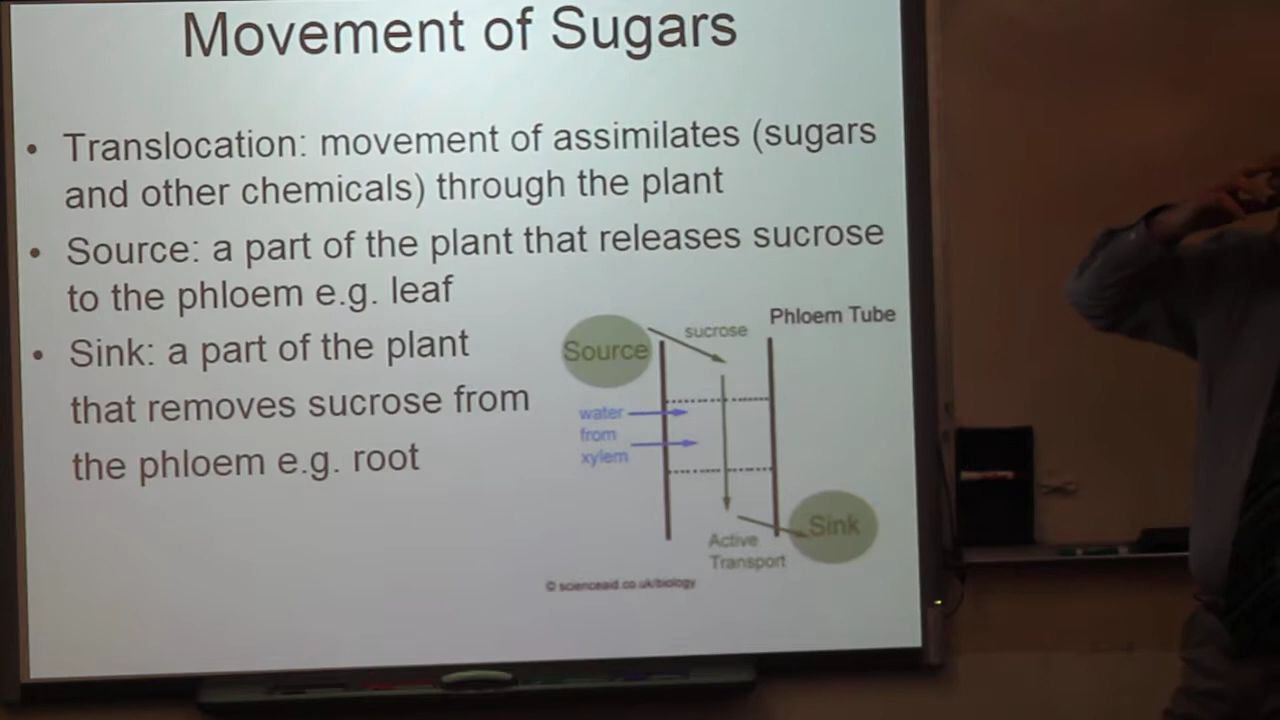 Movement of Sugars
• Translocation: movement of assimilates (sugars
and other chemicals) through the plant
• Source: a part of the plant that releases sucrose
to the phloem e.g. leaf
• Sink: a part of the plant
that removes sucrose from
the phloem e.g. root
Phloem Tube
sucrose
Source
water
from
xylem
Sink
Active
Transport
© scienceaid.co.uk/biology